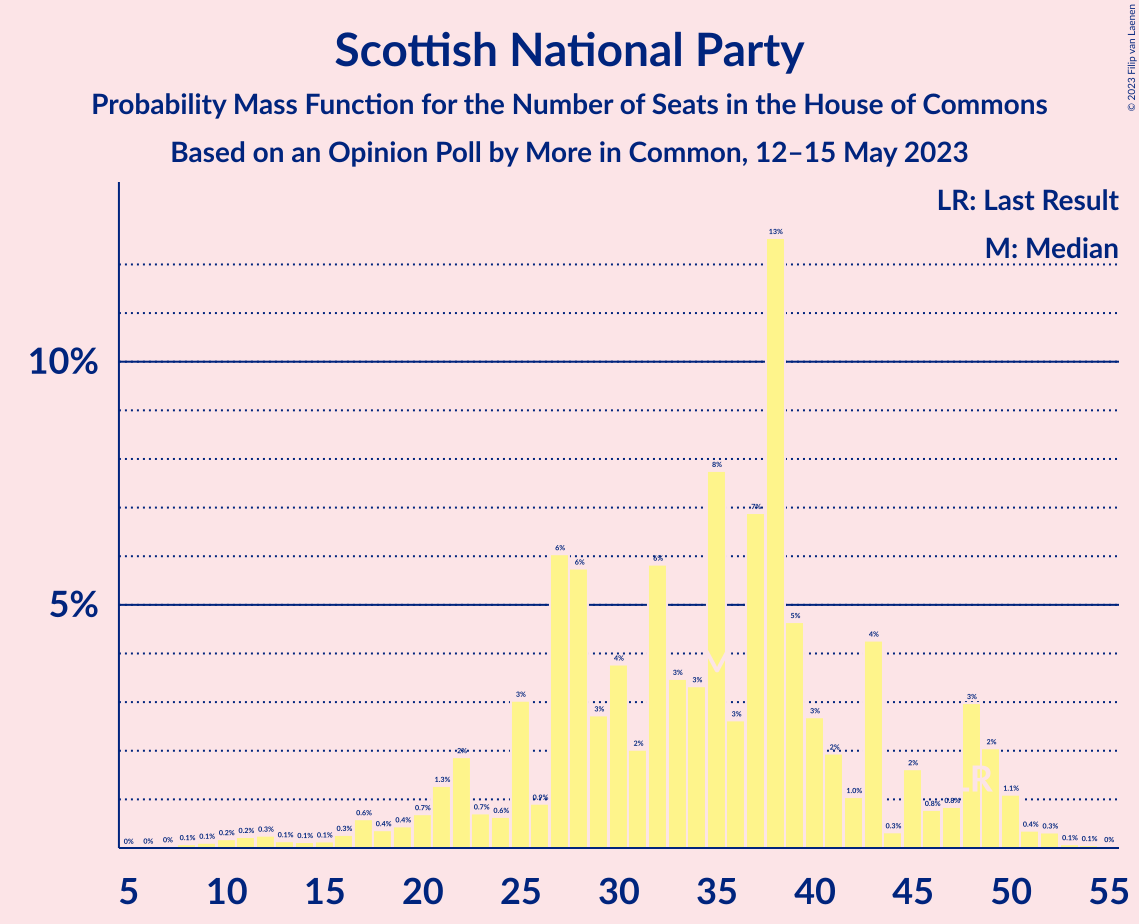 Scottish National Party
Probability Mass Function for the Number of Seats in the House of Commons
Based on an Opinion Poll by More in Common, 12–15 May 2023
© 2023 Filip van Laenen
LR: Last Result
M: Median
10%
5%
0% 0% 0% 0.1% 0.1% 0.2% 0.2% 0.3% 0.1% 0.1% 0.1% 0.3% 0.6% 0.4% 0.4% 0.7% 1.3% 2% 0.7% 0.6% 3% 0.9% 6% 6% 3% 4% 2% 6% 3% 3% 8% 3% 7% 13% 5% 3% 2% 1.0% 4% 0.3% 2% 0.8% 0.8% 3% 2% 1.1% 0.4% 0.3% 0.1% 0.1% 0%
M
LR
5 10 15 20 25 30 35 40 45 50 55